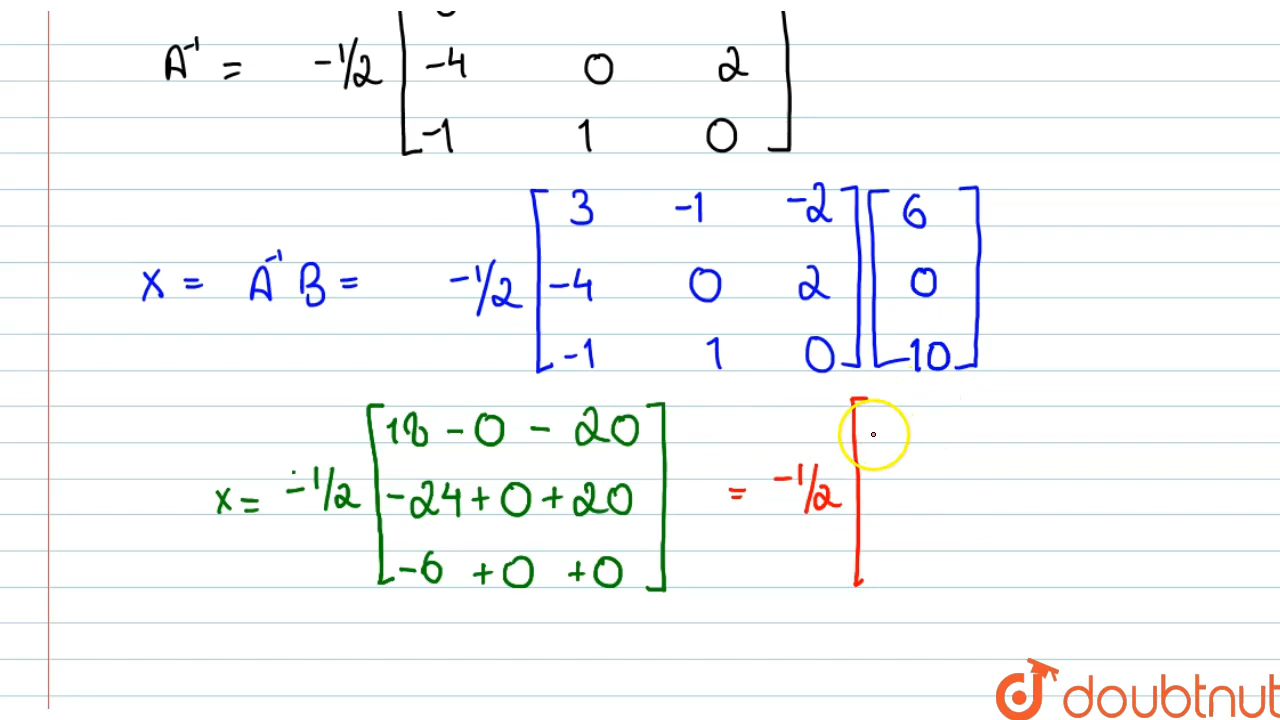 A⁻¹ = -1/2 [ -4 0 2
-1 1 0 ]
3 -1 -2 6
X = A⁻¹ B = -1/2 [ -4 0 2 ] [ 0 ]
-1 1 0 10
18 - 0 - 20
X = -1/2 [ -24 + 0 + 20 ] = -1/2 [
-6 + 0 + 0
doubtnut